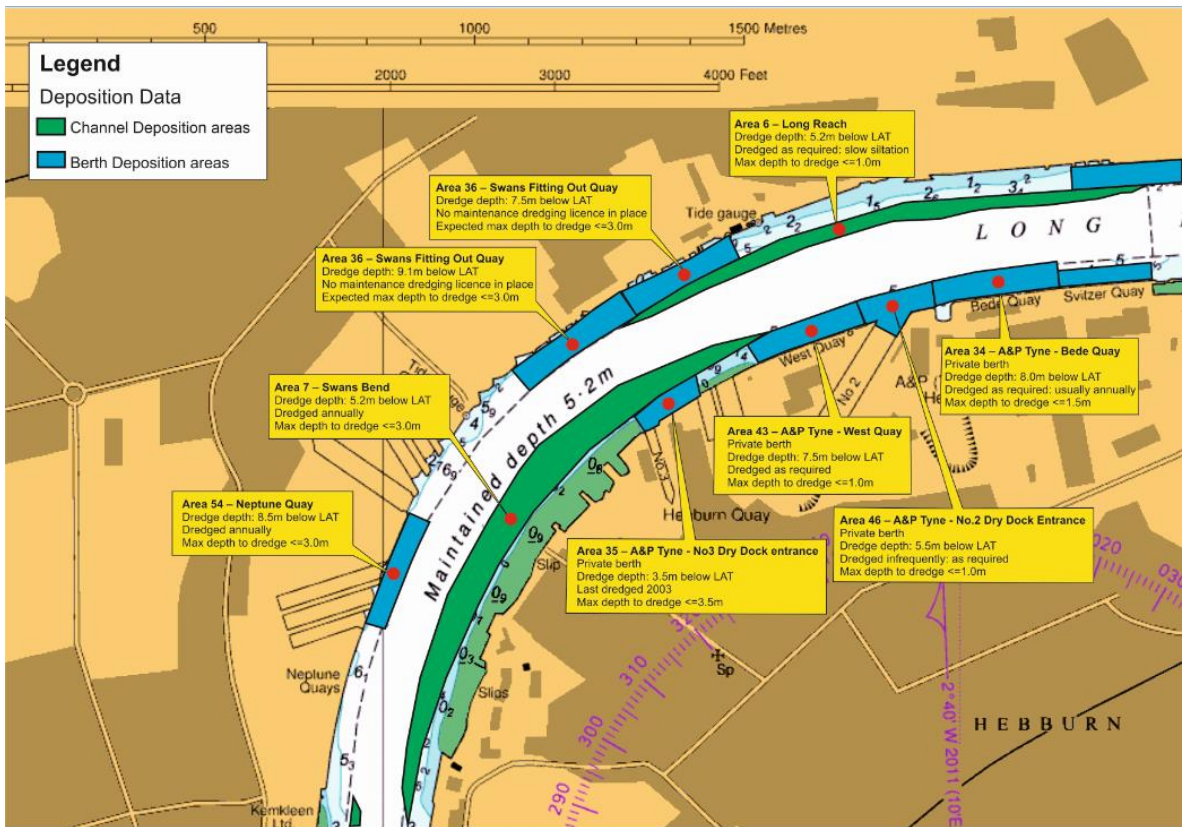 500
1000
1500 Metres
2000
3000
4000 Feet
Legend
Deposition Data
Channel Deposition areas
Berth Deposition areas
Area 6 – Long Reach
Dredge depth: 5.2m below LAT
Dredged as required: slow siltation
Max depth to dredge <=1.0m
Area 36 – Swans Fitting Out Quay
Dredge depth: 7.5m below LAT
No maintenance dredging licence in place
Expected max depth to dredge <=3.0m
Tide gauge
Area 36 – Swans Fitting Out Quay
Dredge depth: 9.1m below LAT
No maintenance dredging licence in place
Expected max depth to dredge <=3.0m
LONG
Bede Quay
Svitzer Quay
West Quay
No 2
A&P
Area 34 – A&P Tyne - Bede Quay
Private berth
Dredge depth: 8.0m below LAT
Dredged as required: usually annually
Max depth to dredge <=1.5m
Area 7 – Swans Bend
Dredge depth: 5.2m below LAT
Dredged annually
Max depth to dredge <=3.0m
Maintained depth 5·2m
Area 43 – A&P Tyne - West Quay
Private berth
Dredge depth: 7.5m below LAT
Dredged as required
Max depth to dredge <=1.0m
No.3
Hebburn Quay
Area 54 – Neptune Quay
Dredge depth: 8.5m below LAT
Dredged annually
Max depth to dredge <=3.0m
Area 46 – A&P Tyne - No.2 Dry Dock Entrance
Private berth
Dredge depth: 5.5m below LAT
Dredged infrequently: as required
Max depth to dredge <=1.0m
Area 35 – A&P Tyne - No3 Dry Dock entrance
Private berth
Dredge depth: 3.5m below LAT
Last dredged 2003
Max depth to dredge <=3.5m
Slip
020
030
320
310
300
290
Sp
Neptune
Quays
Slips
HEBBURN
2°40' W 2011 (10'E)
Kemkleen
Ltd